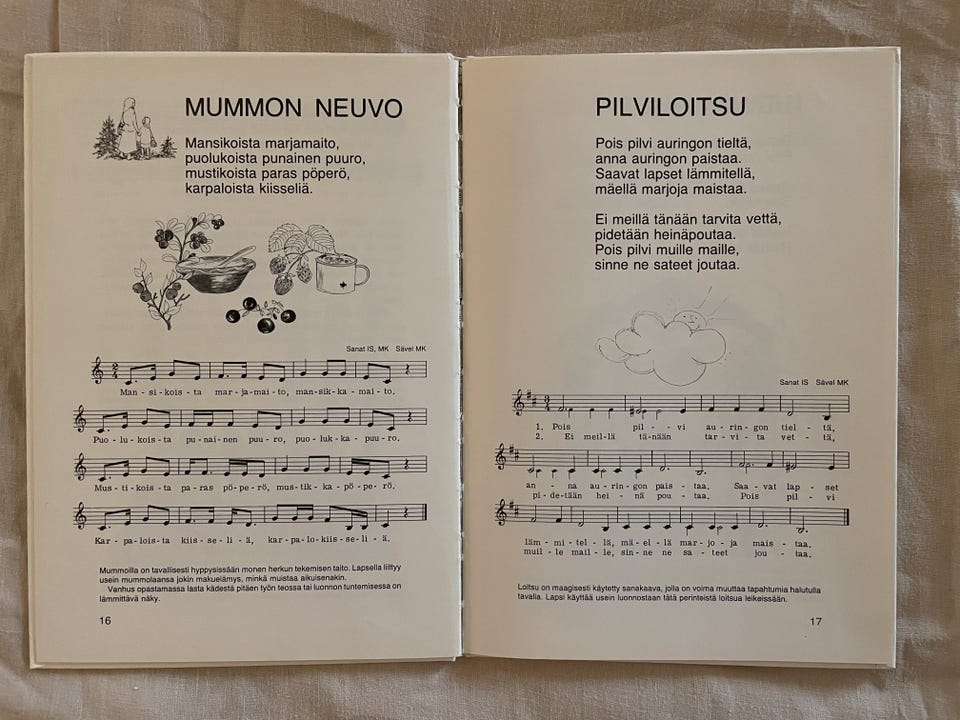 MUMMON NEUVO
Mansikoista marjamaito,
puolukoista punainen puuro,
mustikoista paras pöperö,
karpaloista kiisseliä.
Sanat IS, MK Sävel MK
Man - si - kois - ta mar - ja - mai - to, man - sik - ka - mai - to.
Puo - lu - kois - ta pu - nai - nen puu - ro, puo - luk - ka - puu - ro.
Mus - ti - kois - ta pa - ras pö - pe - rö, mus - tik - ka - pö - pe - rö.
Kar - pa - lois - ta kiis - se - li - ä, kar - pa - lo - kiis - se - li - ä.
Mummoilla on tavallisesti hyppysissään monen herkun tekemisen taito. Lapsella liittyy
usein mummolaansa jokin makuelämys, minkä muistaa aikuisenakin.
Vanhus opastamassa lasta kädestä pitäen työn teossa tai luonnon tuntemisessa on
lämmittävä näky.
16
PILVILOITSU
Pois pilvi auringon tieltä,
anna auringon paistaa.
Saavat lapset lämmitellä,
mäellä marjoja maistaa.
Ei meillä tänään tarvita vettä,
pidetään heinäpoutaa.
Pois pilvi muille maille,
sinne ne sateet joutaa.
Sanat IS Sävel MK
1. Pois pil - vi au - rin - gon tiel - tä,
2. Ei meil - lä tä - nään tar - vi - ta vet - tä,
an - na au - rin - gon pais - taa. Saa - vat lap - set
pi - de - tään hei - nä pou - taa. Pois pil - vi
läm - mi - tel - lä, mä - el - lä mar - jo - ja mais - taa.
muil - le mail - le, sin - ne ne sa - teet jou - taa.
Loitsu on maagisesti käytetty sanakaava, jolla on voima muuttaa tapahtumia halutulla
tavalla. Lapsi käyttää usein luonnostaan tätä perinteistä loitsua leikeissään.
17